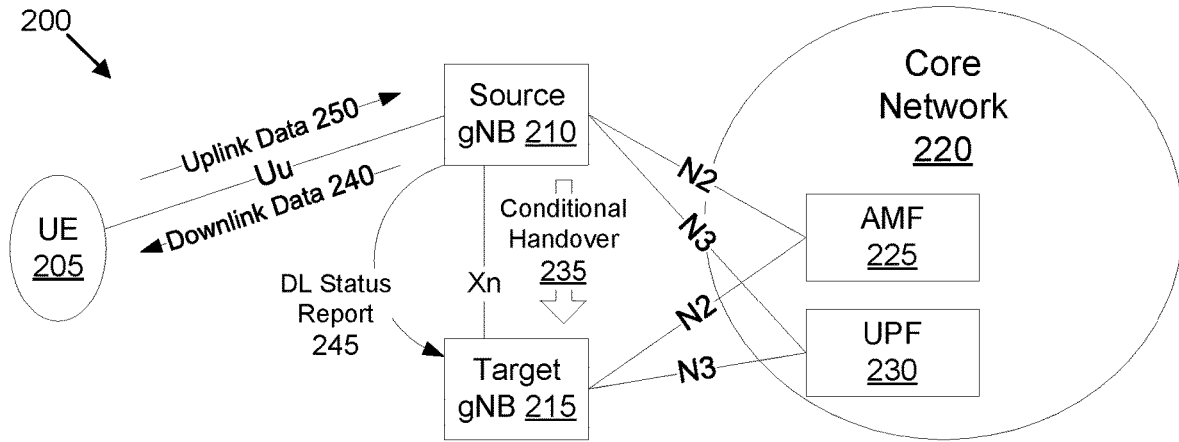 200
Source
gNB 210
Core
Network
220
Uplink Data 250
Uu
Downlink Data 240
UE
205
N2
N3
AMF
225
Conditional
Handover
235
DL Status
Report
245
Xn
N2
N3
UPF
230
Target
gNB 215